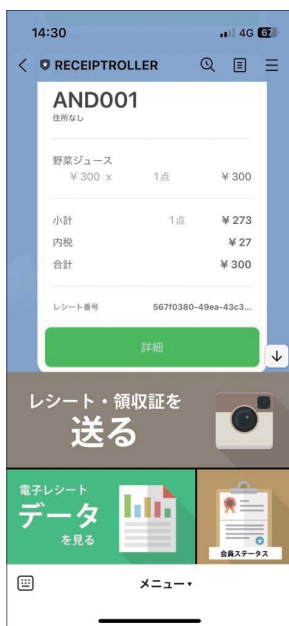 14:30
4G 67
RECEIPTROLLER
AND001
住所なし
野菜ジュース
¥ 300 x 1点 ¥ 300
小計 1点 ¥ 273
内税 ¥ 27
合計 ¥ 300
レシート番号 567f0380-49ea-43c3...
詳細
レシート・領収証を
送る
電子レシート
データ
を見る
会員ステータス
メニュー▾